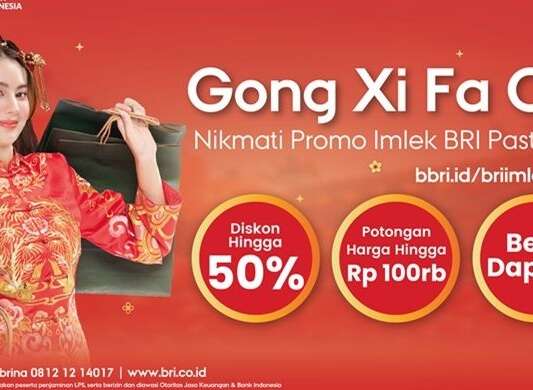 NESIA
Gong Xi Fa C
Nikmati Promo Imlek BRI Past
bbri.id/briiml
Diskon
Hingga
50%
Potongan
Harga Hingga
Rp 100rb
Be
Dap
brina 0812 12 14017 | www.bri.co.id
akan peserta penjaminan LPS, serta berizin dan diawasi Otoritas Jasa Keuangan & Bank Indonesia